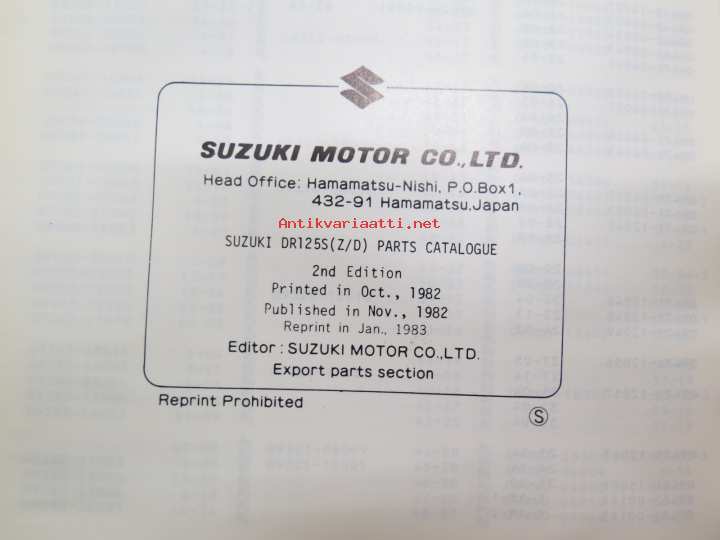 SUZUKI MOTOR CO.,LTD.
Head Office: Hamamatsu-Nishi, P.O.Box1,
432-91 Hamamatsu,Japan
Antikvariaatti.net
SUZUKI DR125S(Z/D) PARTS CATALOGUE
2nd Edition
Printed in Oct., 1982
Published in Nov., 1982
Reprint in Jan., 1983
Editor : SUZUKI MOTOR CO.,LTD.
Export parts section
Reprint Prohibited
Ⓢ